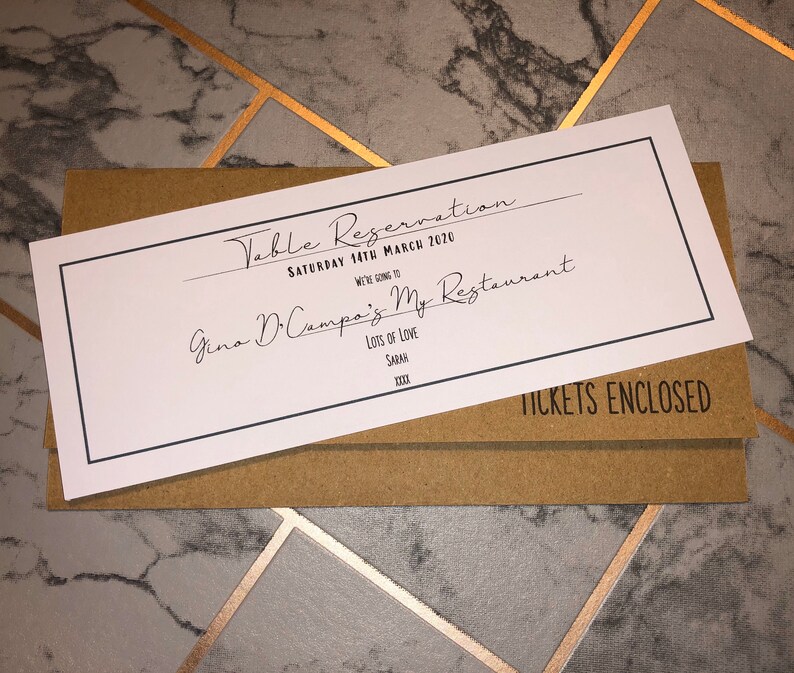 Table Reservation
Saturday 14th March 2020
We're going to
Gino D'Campo's My Restaurant
Lots of Love
Sarah
xxxx
TICKETS ENCLOSED